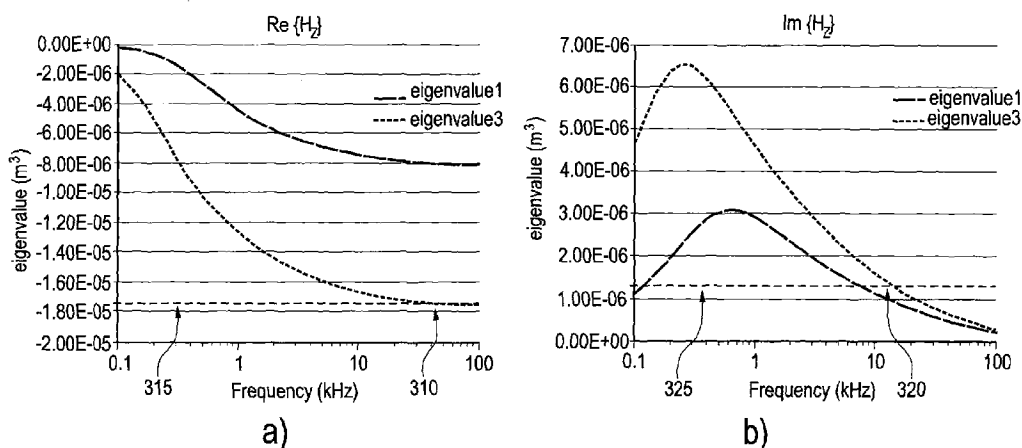 Re {H_z}
0.00E+00
-2.00E-06
-4.00E-06
-6.00E-06
-8.00E-06
-1.00E-05
-1.20E-05
-1.40E-05
-1.60E-05
-1.80E-05
-2.00E-05
eigenvalue (m³)
eigenvalue1
eigenvalue3
0.1
1
10
100
Frequency (kHz)
315
310
a)
Im {H_z}
7.00E-06
6.00E-06
5.00E-06
4.00E-06
3.00E-06
2.00E-06
1.00E-06
0.00E+00
eigenvalue (m³)
eigenvalue1
eigenvalue3
0.1
1
10
100
Frequency (kHz)
325
320
b)